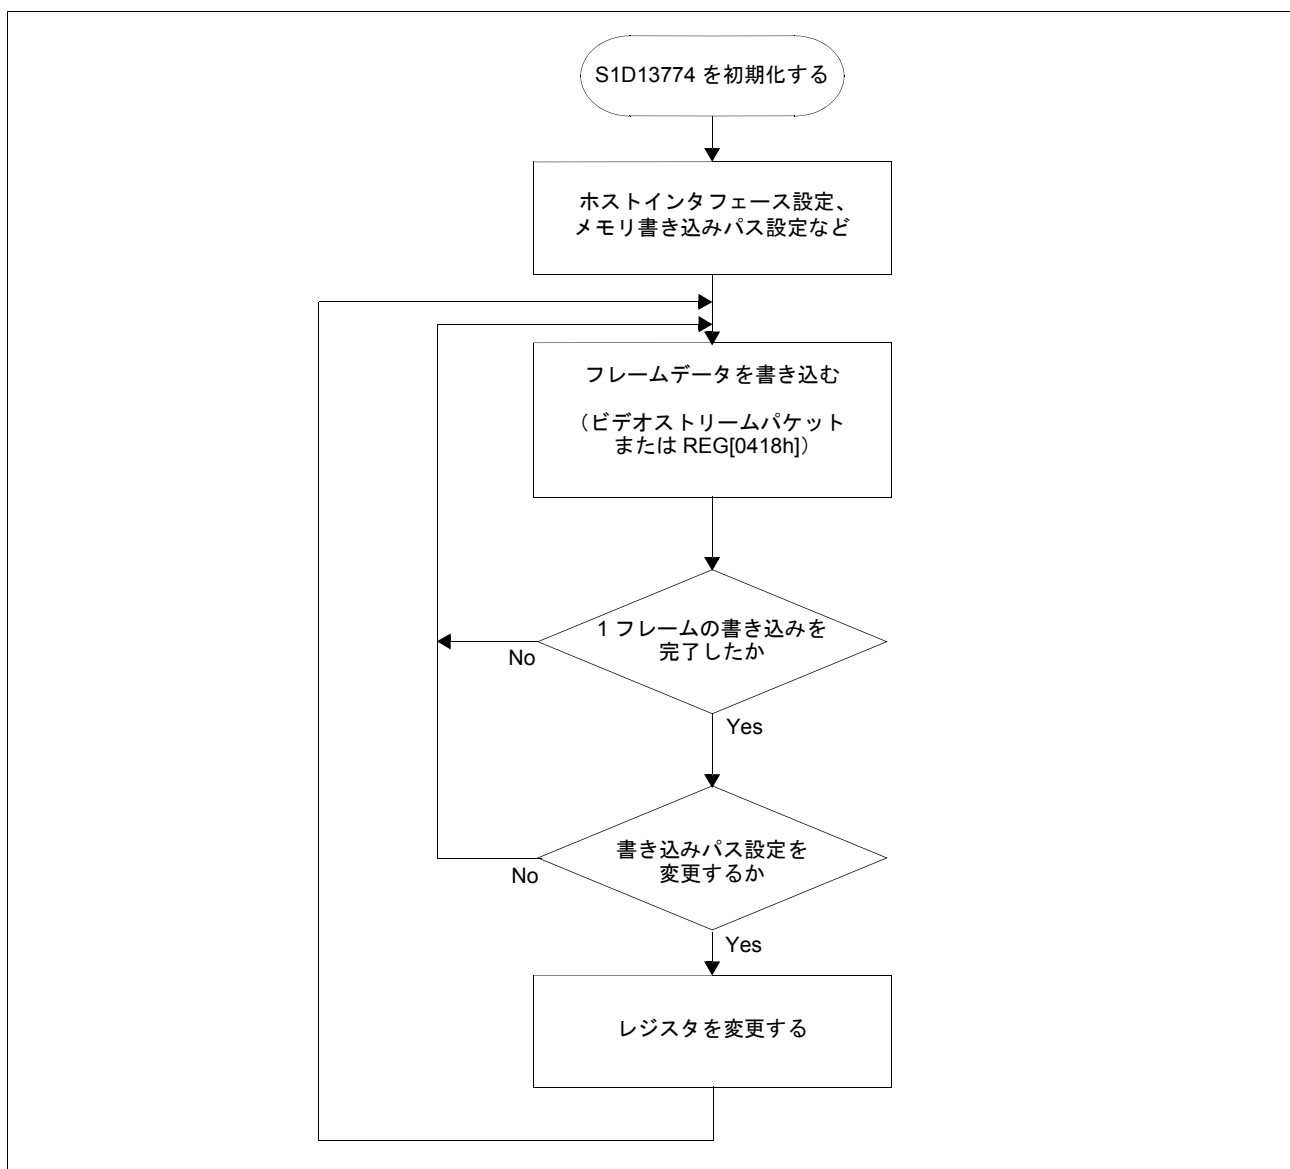 S1D13774 を初期化する
ホストインタフェース設定、
メモリ書き込みパス設定など
フレームデータを書き込む
（ビデオストリームパケット
または REG[0418h]）
1 フレームの書き込みを
完了したか
No
Yes
書き込みパス設定を
変更するか
No
Yes
レジスタを変更する